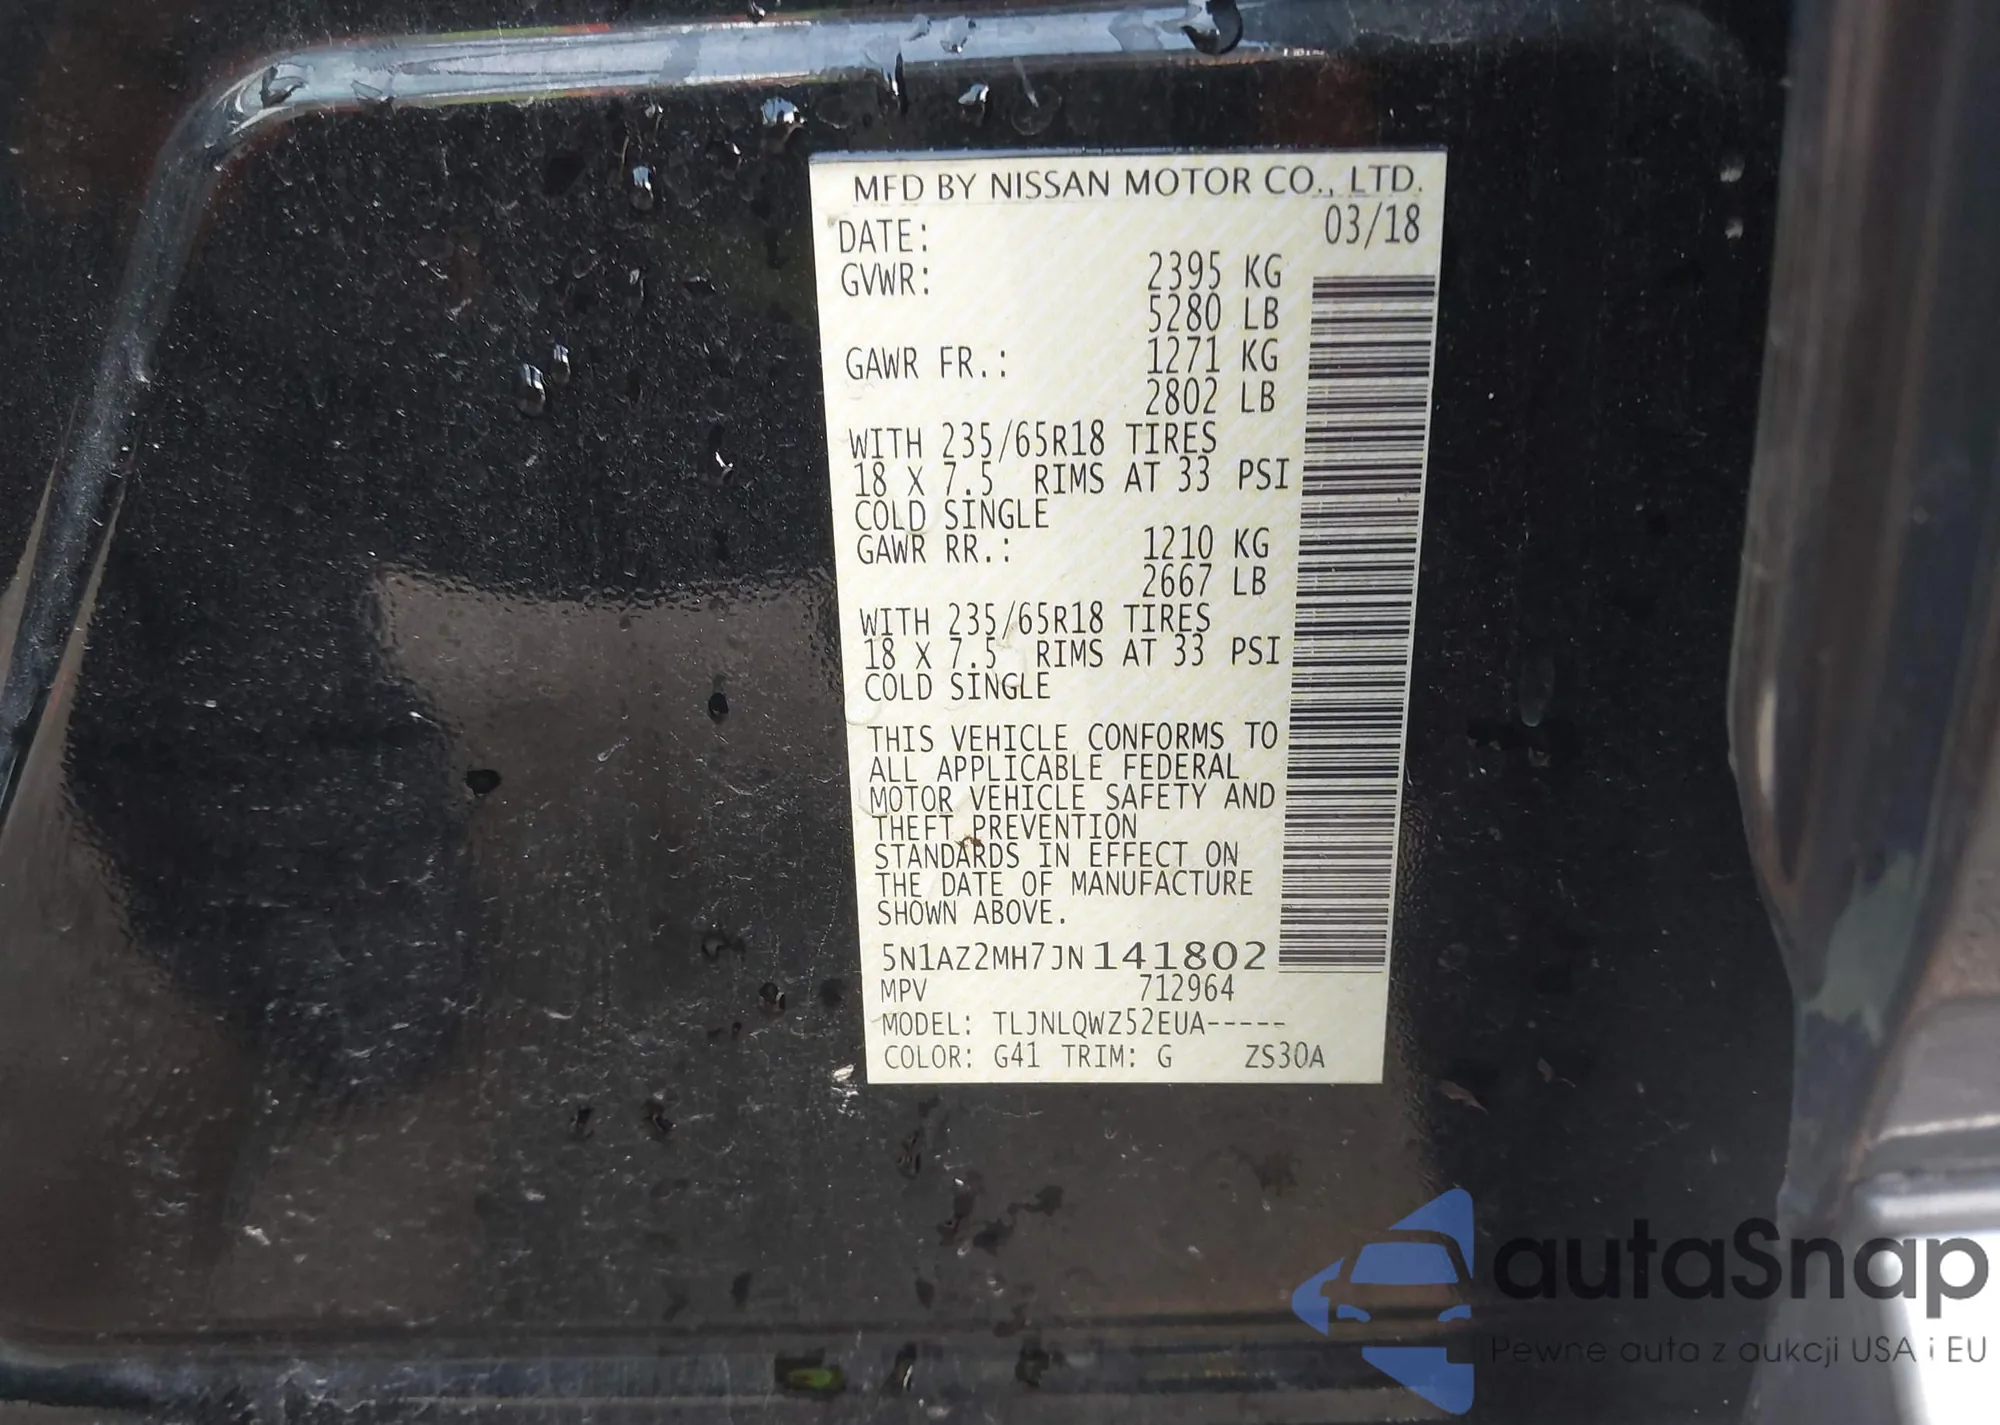 MFD BY NISSAN MOTOR CO., LTD.
DATE: 03/18
GVWR: 2395 KG
5280 LB
GAWR FR.: 1271 KG
2802 LB
WITH 235/65R18 TIRES
18 X 7.5 RIMS AT 33 PSI
COLD SINGLE
GAWR RR.: 1210 KG
2667 LB
WITH 235/65R18 TIRES
18 X 7.5 RIMS AT 33 PSI
COLD SINGLE
THIS VEHICLE CONFORMS TO
ALL APPLICABLE FEDERAL
MOTOR VEHICLE SAFETY AND
THEFT PREVENTION
STANDARDS IN EFFECT ON
THE DATE OF MANUFACTURE
SHOWN ABOVE.
5N1AZ2MH7JN141802
MPV 712964
MODEL: TLJNLQWZ52EUA-----
COLOR: G41 TRIM: G ZS30A
autaSnap
Pewne auta z aukcji USA i EU